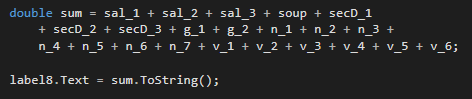 double sum = sal_1 + sal_2 + sal_3 + soup + secD_1
+ secD_2 + secD_3 + g_1 + g_2 + n_1 + n_2 + n_3 +
n_4 + n_5 + n_6 + n_7 + v_1 + v_2 + v_3 + v_4 + v_5 + v_6;
label8.Text = sum.ToString();